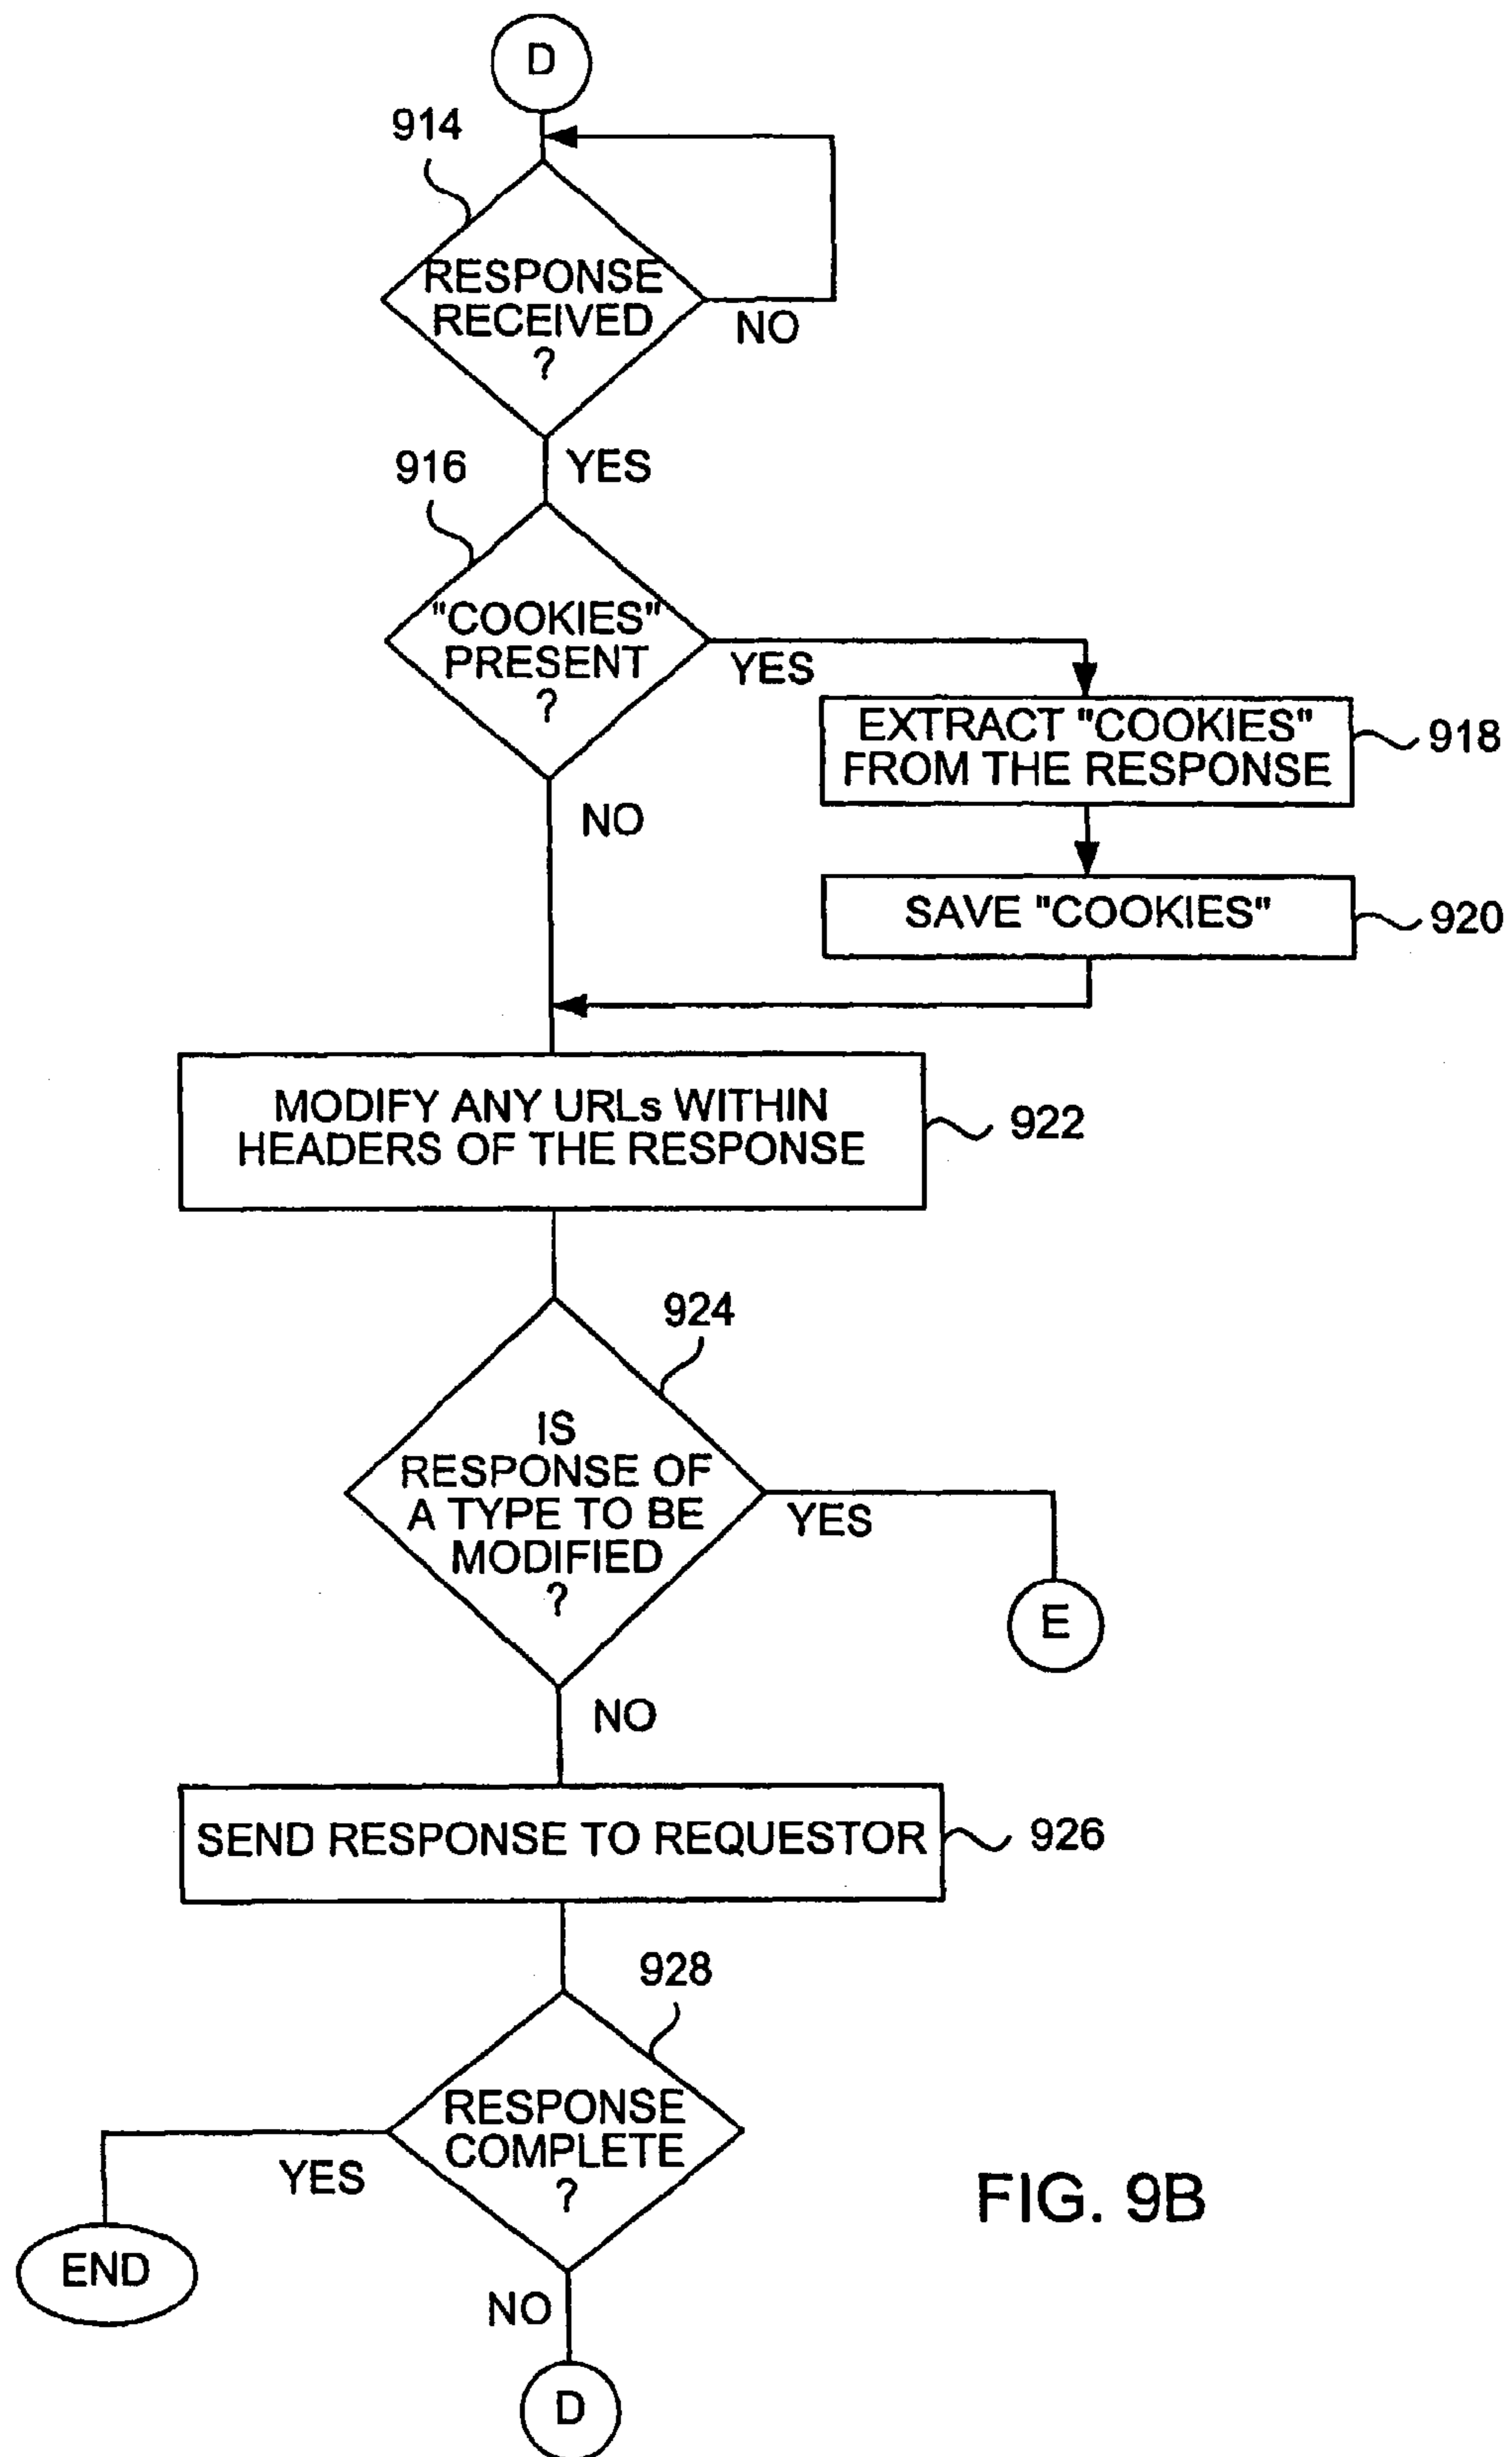 D
914
RESPONSE
RECEIVED
?
NO
YES
916
"COOKIES"
PRESENT
?
YES
NO
EXTRACT "COOKIES"
FROM THE RESPONSE
918
SAVE "COOKIES"
920
MODIFY ANY URLs WITHIN
HEADERS OF THE RESPONSE
922
924
IS
RESPONSE OF
A TYPE TO BE
MODIFIED
?
YES
E
NO
SEND RESPONSE TO REQUESTOR
926
928
RESPONSE
COMPLETE
?
YES
END
NO
D
FIG. 9B